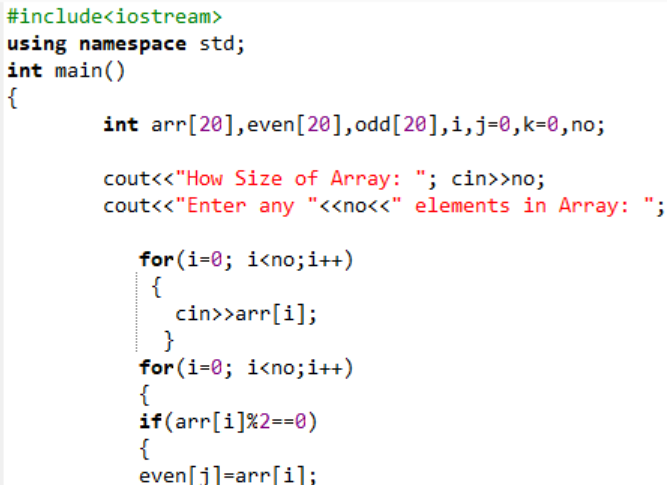 #include<iostream>
using namespace std;
int main()
{
int arr[20],even[20],odd[20],i,j=0,k=0,no;
cout<<"How Size of Array: "; cin>>no;
cout<<"Enter any "<<no<<" elements in Array: ";
for(i=0; i<no;i++)
{
cin>>arr[i];
}
for(i=0; i<no;i++)
{
if(arr[i]%2==0)
{
even[j]=arr[i];